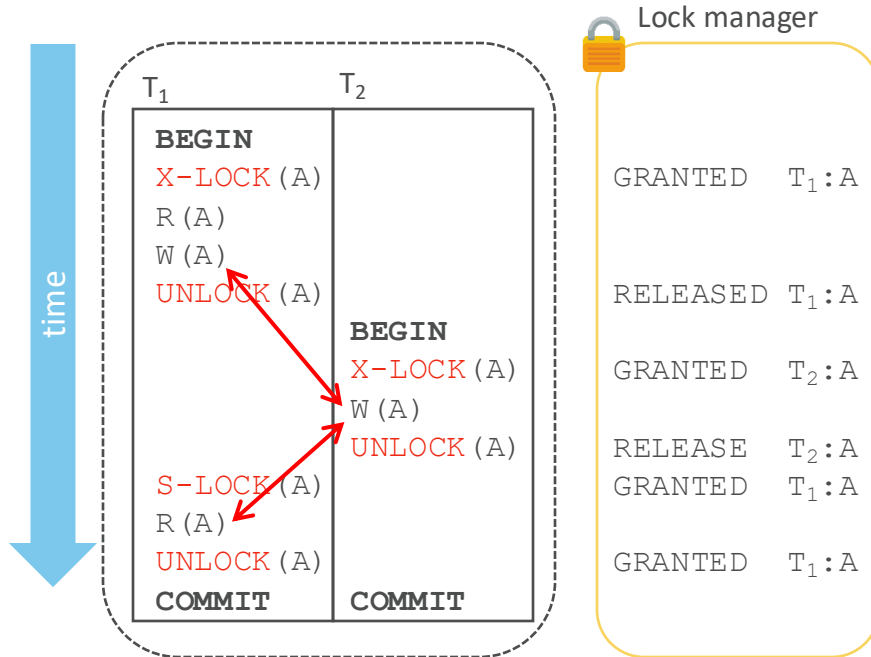 Lock manager
T₁ T₂
BEGIN
X-LOCK(A) GRANTED T₁:A
R(A)
W(A)
UNLOCK(A) RELEASED T₁:A
BEGIN
X-LOCK(A) GRANTED T₂:A
W(A)
UNLOCK(A) RELEASE T₂:A
S-LOCK(A) GRANTED T₁:A
R(A)
UNLOCK(A) GRANTED T₁:A
COMMIT COMMIT
time